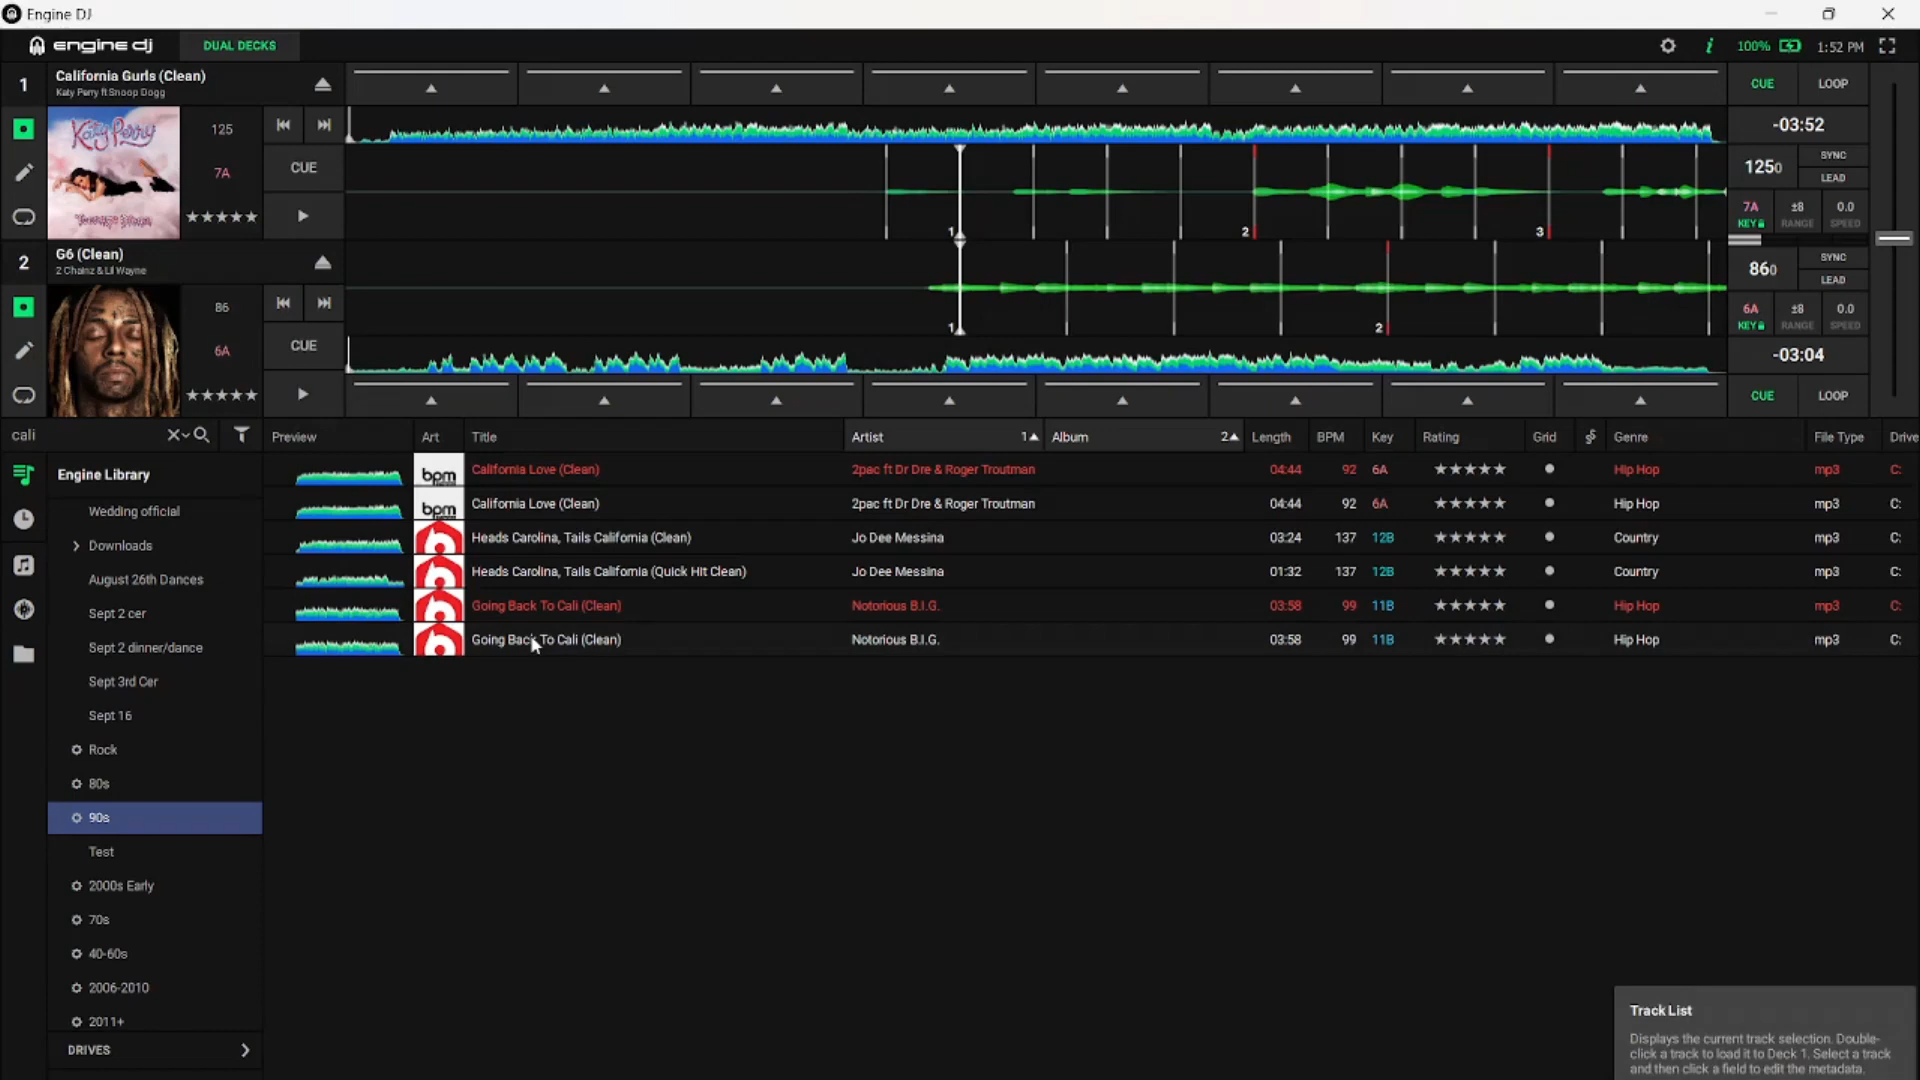 Engine DJ
engine dj
DUAL DECKS
i
100%
1:52 PM
1
California Gurls (Clean)
Katy Perry ft Snoop Dogg
CUE
LOOP
Katy Perry
Teenage Dream
125
7A
★★★★★
CUE
1
2
3
-03:52
1250
SYNC
LEAD
7A
KEY
±8
RANGE
0.0
SPEED
2
G6 (Clean)
2 Chainz & Lil Wayne
86
6A
★★★★★
CUE
1
2
860
SYNC
LEAD
6A
KEY
±8
RANGE
0.0
SPEED
-03:04
CUE
LOOP
cali
Preview Art Title Artist 1 Album 2 Length BPM Key Rating Grid Genre File Type Drive
Engine Library
Wedding official
Downloads
August 26th Dances
Sept 2 cer
Sept 2 dinner/dance
Sept 3rd Cer
Sept 16
Rock
80s
90s
Test
2000s Early
70s
40-60s
2006-2010
2011+
DRIVES
bpm California Love (Clean) 2pac ft Dr Dre & Roger Troutman 04:44 92 6A ★★★★★ Hip Hop mp3 C:
bpm California Love (Clean) 2pac ft Dr Dre & Roger Troutman 04:44 92 6A ★★★★★ Hip Hop mp3 C:
Heads Carolina, Tails California (Clean) Jo Dee Messina 03:24 137 12B ★★★★★ Country mp3 C:
Heads Carolina, Tails California (Quick Hit Clean) Jo Dee Messina 01:32 137 12B ★★★★★ Country mp3 C:
Going Back To Cali (Clean) Notorious B.I.G. 03:58 99 11B ★★★★★ Hip Hop mp3 C:
Going Back To Cali (Clean) Notorious B.I.G. 03:58 99 11B ★★★★★ Hip Hop mp3 C:
Track List
Displays the current track selection. Double-
click a track to load it to Deck 1. Select a track
and then click a field to edit the metadata.